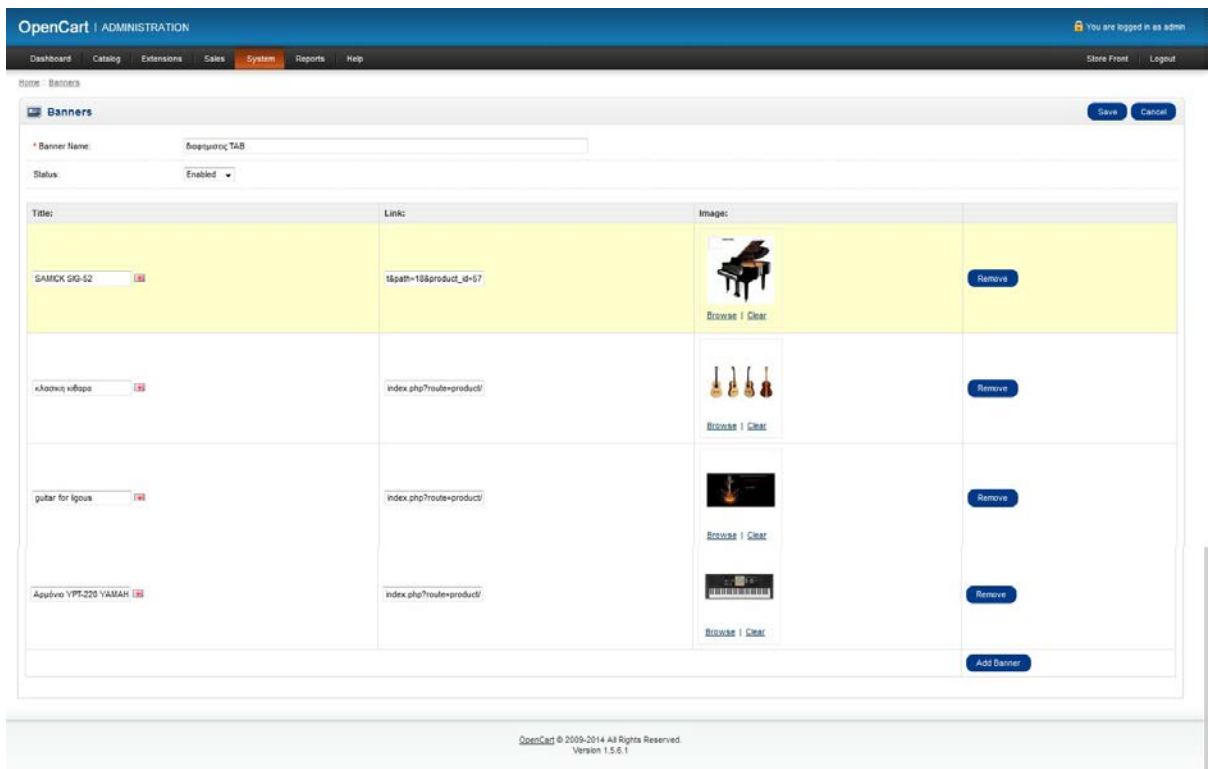 OpenCart | ADMINISTRATION
You are logged in as admin
Dashboard Catalog Extensions Sales System Reports Help
Store Front Logout
Home :: Banners
Banners
Save Cancel
* Banner Name: διαφημισεις TAB
Status: Enabled
Title: Link: Image:
SAMICK SIG-52 t&path=18&product_id=57 Remove
Browse | Clear
κλασικη κιθαρα index.php?route=product/ Remove
Browse | Clear
guitar for ligous index.php?route=product/ Remove
Browse | Clear
Αρμόνιο YPT-220 YAMAH index.php?route=product/ Remove
Browse | Clear
Add Banner
OpenCart © 2009-2014 All Rights Reserved.
Version 1.5.6.1